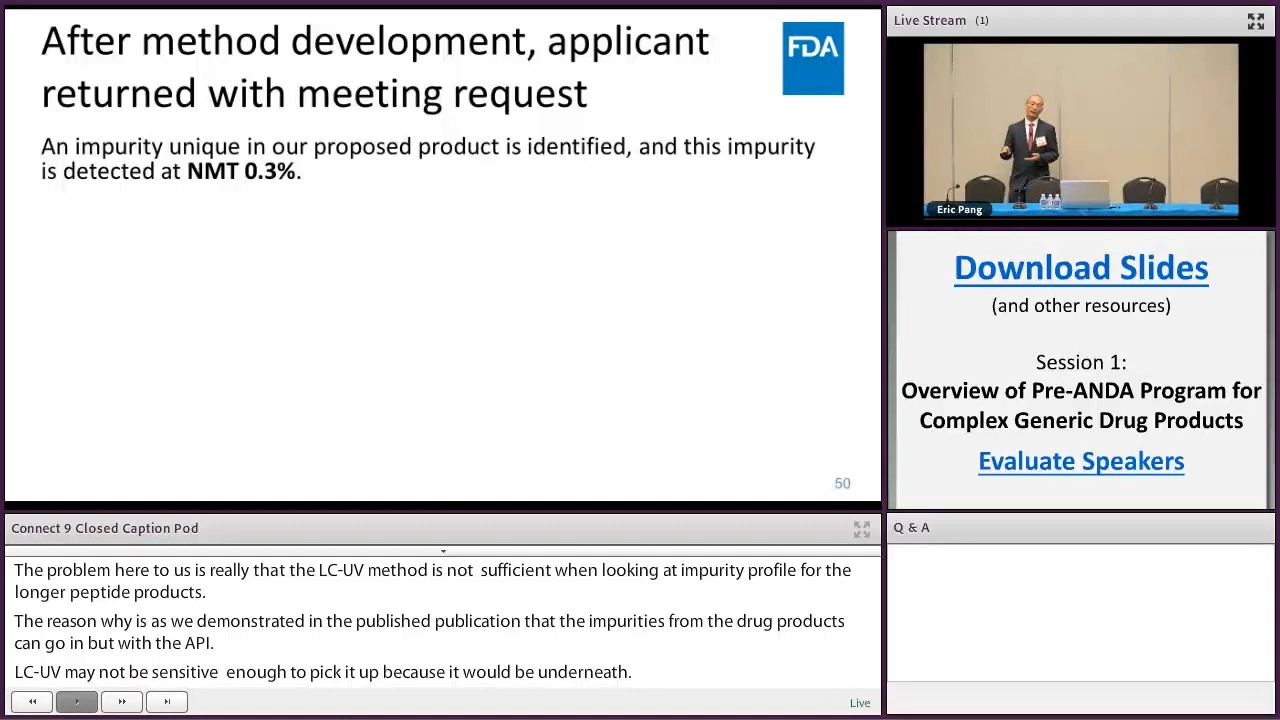 After method development, applicant
returned with meeting request
FDA
An impurity unique in our proposed product is identified, and this impurity
is detected at NMT 0.3%.
50
Live Stream (1)
Eric Pang
Download Slides
(and other resources)
Session 1:
Overview of Pre-ANDA Program for
Complex Generic Drug Products
Evaluate Speakers
Connect 9 Closed Caption Pod
The problem here to us is really that the LC-UV method is not sufficient when looking at impurity profile for the
longer peptide products.
The reason why is as we demonstrated in the published publication that the impurities from the drug products
can go in but with the API.
LC-UV may not be sensitive enough to pick it up because it would be underneath.
Live
Q & A